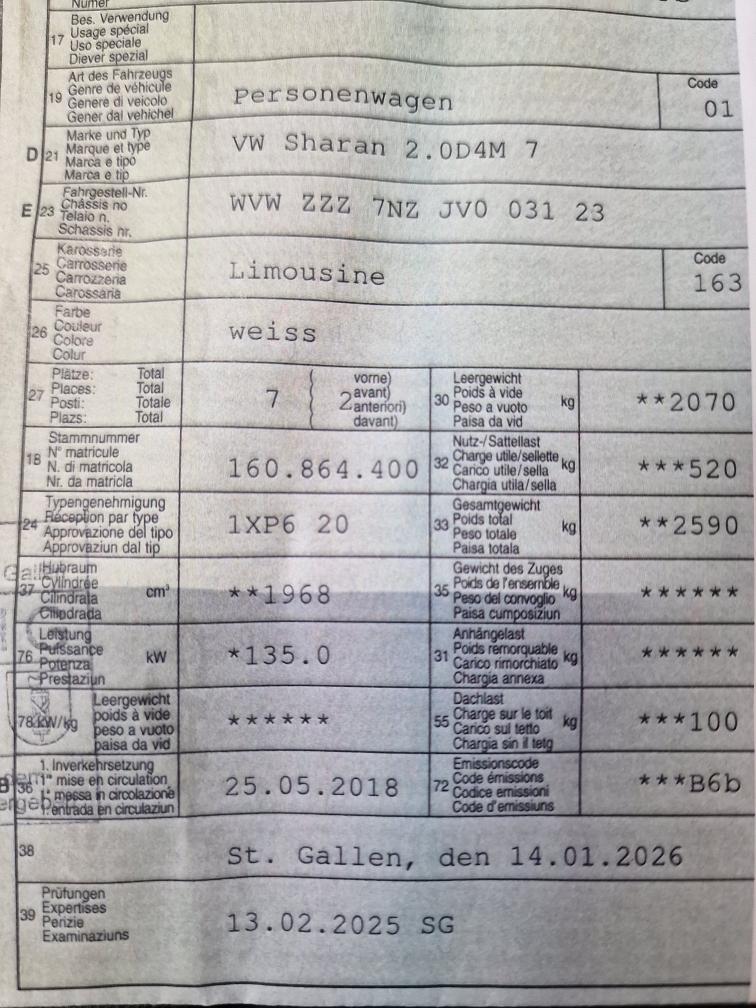 Numer
17 Bes. Verwendung
Usage spécial
Uso speciale
Diever spezial
19 Art des Fahrzeugs
Genre de véhicule
Genere di veicolo
Gener dal vehichel
Personenwagen
Code
01
D 21 Marke und Typ
Marque et type
Marca e tipo
Marca e tip
VW Sharan 2.0D4M 7
E 23 Fahrgestell-Nr.
Châssis no
Telaio n.
Schassis nr.
WVW ZZZ 7NZ JV0 031 23
25 Karosserie
Carrosserie
Carrozzeria
Carossaria
Limousine
Code
163
26 Farbe
Couleur
Colore
Colur
weiss
27 Plätze: Total
Places: Total
Posti: Totale
Plazs: Total
7
2 vorne)
avant)
anteriori)
davant)
30 Leergewicht
Poids à vide
Peso a vuoto
Paisa da vid
kg
**2070
18 Stammnummer
N° matricule
N. di matricola
Nr. da matricla
160.864.400
32 Nutz-/Sattellast
Charge utile/sellette
Carico utile/sella
Chargia utila/sella
kg
***520
24 Typengenehmigung
Réception par type
Approvazione del tipo
Approvaziun dal tip
1XP6 20
33 Gesamtgewicht
Poids total
Peso totale
Paisa totala
kg
**2590
37 Hubraum
Cylindrée
Cilindrata
Cilindrada
cm³
**1968
35 Gewicht des Zuges
Poids de l'ensemble
Peso del convoglio
Paisa cumposiziun
kg
******
76 Leistung
Puissance
Potenza
Prestaziun
kW
*135.0
31 Anhängelast
Poids remorquable
Carico rimorchiato
Chargia annexa
kg
******
78 kW/kg
Leergewicht
poids à vide
peso a vuoto
paisa da vid
******
55 Dachlast
Charge sur le toit
Carico sul tetto
Chargia sin il tetg
kg
***100
B 36 1. Inverkehrsetzung
1re mise en circulation
1a messa in circolazione
1. entrada en circulaziun
25.05.2018
72 Emissionscode
Code émissions
Codice emissioni
Code d'emissiuns
***B6b
38
St. Gallen, den 14.01.2026
39 Prüfungen
Expertises
Perizie
Examinaziuns
13.02.2025 SG